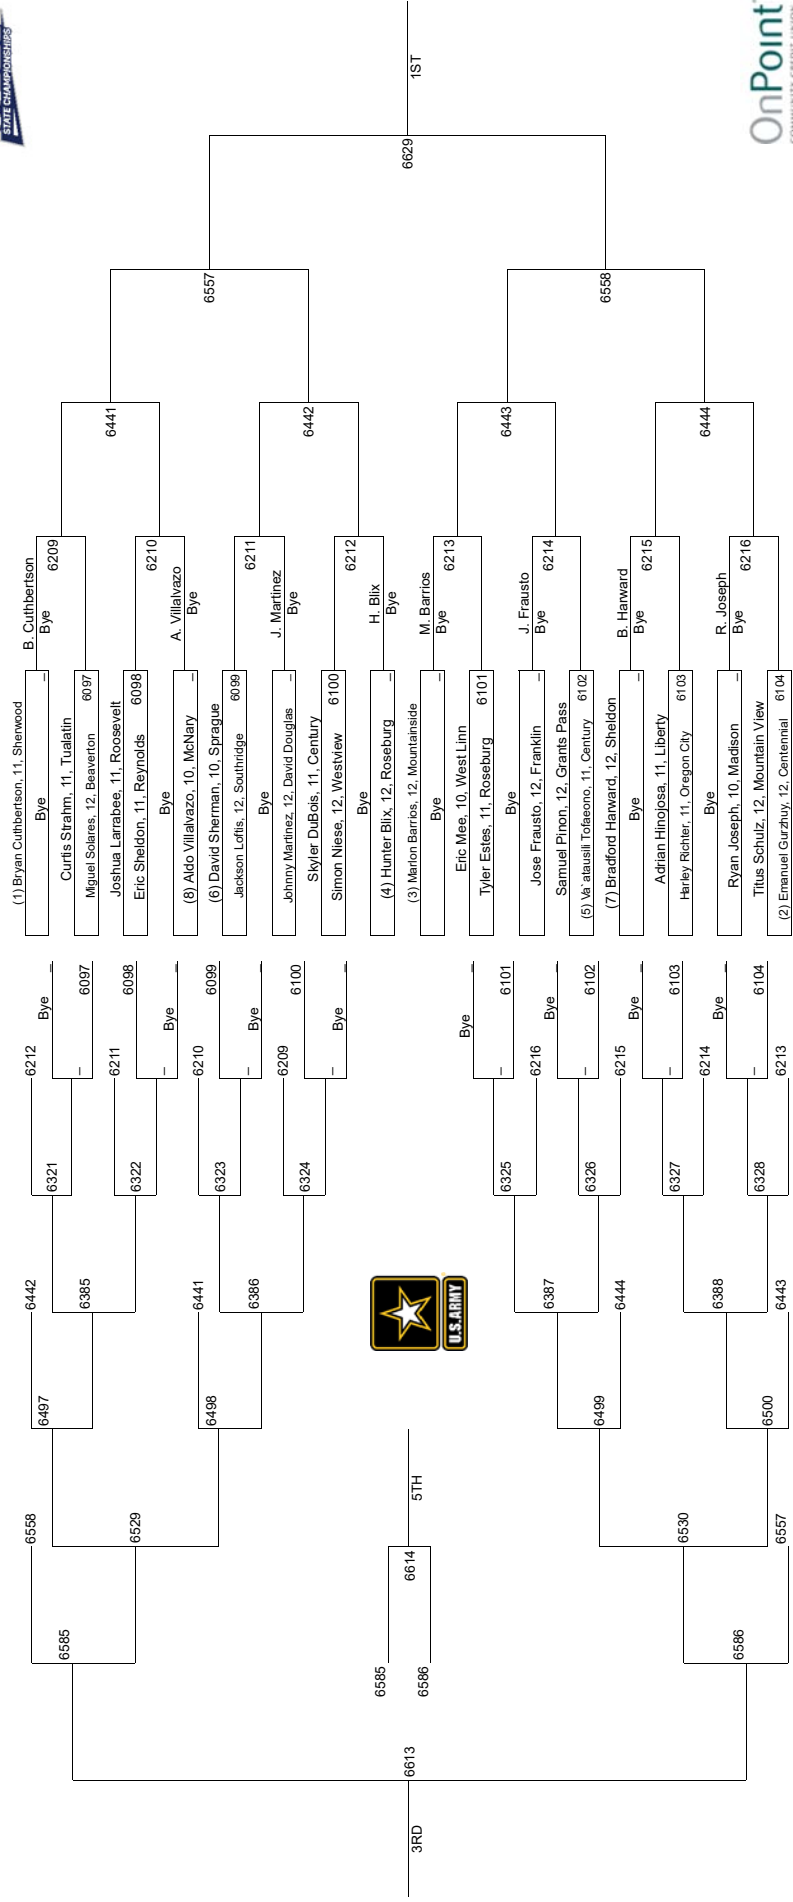 3RD
6613
6585
6586
6585
6586
6558
6529
6614
5TH
6530
6557
6497
6498
6499
6500
6442
6385
6441
6386
6387
6444
6388
6443
U.S.ARMY
6321
6322
6323
6324
6325
6326
6327
6328
6212
–
6211
–
6210
–
6209
–
–
6216
–
6215
–
6214
–
6213
Bye –
6097
6098
Bye –
6099
Bye –
6100
Bye –
Bye –
6101
Bye –
6102
Bye –
6103
Bye –
6104
(1) Bryan Cuthbertson, 11, Sherwood
Bye –
Curtis Strahm, 11, Tualatin
Miguel Solares, 12, Beaverton 6097
Joshua Larrabee, 11, Roosevelt
Eric Sheldon, 11, Reynolds 6098
Bye
(8) Aldo Villalvazo, 10, McNary –
(6) David Sherman, 10, Sprague
Jackson Loftis, 12, Southridge 6099
Bye
Johnny Martinez, 12, David Douglas –
Skyler DuBois, 11, Century
Simon Niese, 12, Westview 6100
Bye
(4) Hunter Blix, 12, Roseburg –
(3) Marlon Barrios, 12, Mountainside
Bye –
Eric Mee, 10, West Linn
Tyler Estes, 11, Roseburg 6101
Bye
Jose Frausto, 12, Franklin –
Samuel Pinon, 12, Grants Pass
(5) Va`atausili Tofaeono, 11, Century 6102
(7) Bradford Harward, 12, Sheldon
Bye –
Adrian Hinojosa, 11, Liberty
Harley Richter, 11, Oregon City 6103
Bye
Ryan Joseph, 10, Madison –
Titus Schulz, 12, Mountain View
(2) Emanuel Gurzhuy, 12, Centennial 6104
B. Cuthbertson
Bye 6209
6210
A. Villalvazo
Bye
6211
J. Martinez
Bye
6212
H. Blix
Bye
M. Barrios
Bye 6213
J. Frausto
Bye 6214
B. Harward
Bye 6215
R. Joseph
Bye 6216
6441
6442
6443
6444
6557
6558
6629
1ST
STATE CHAMPIONSHIPS
OnPoint